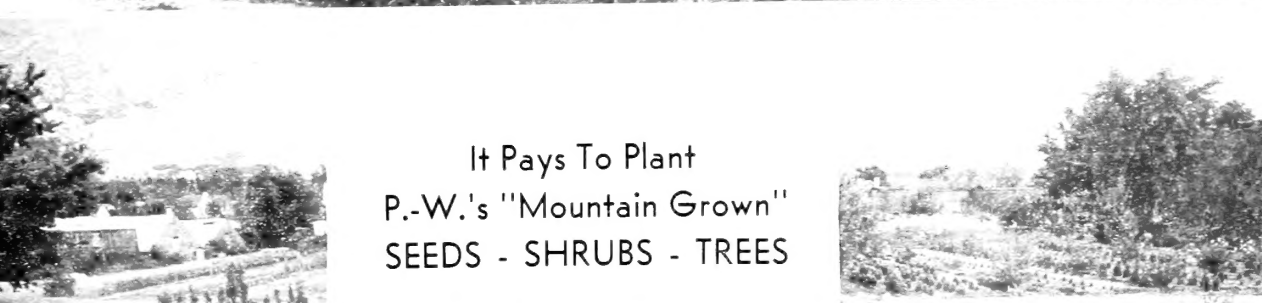 It Pays To Plant
P.-W.'s "Mountain Grown"
SEEDS - SHRUBS - TREES